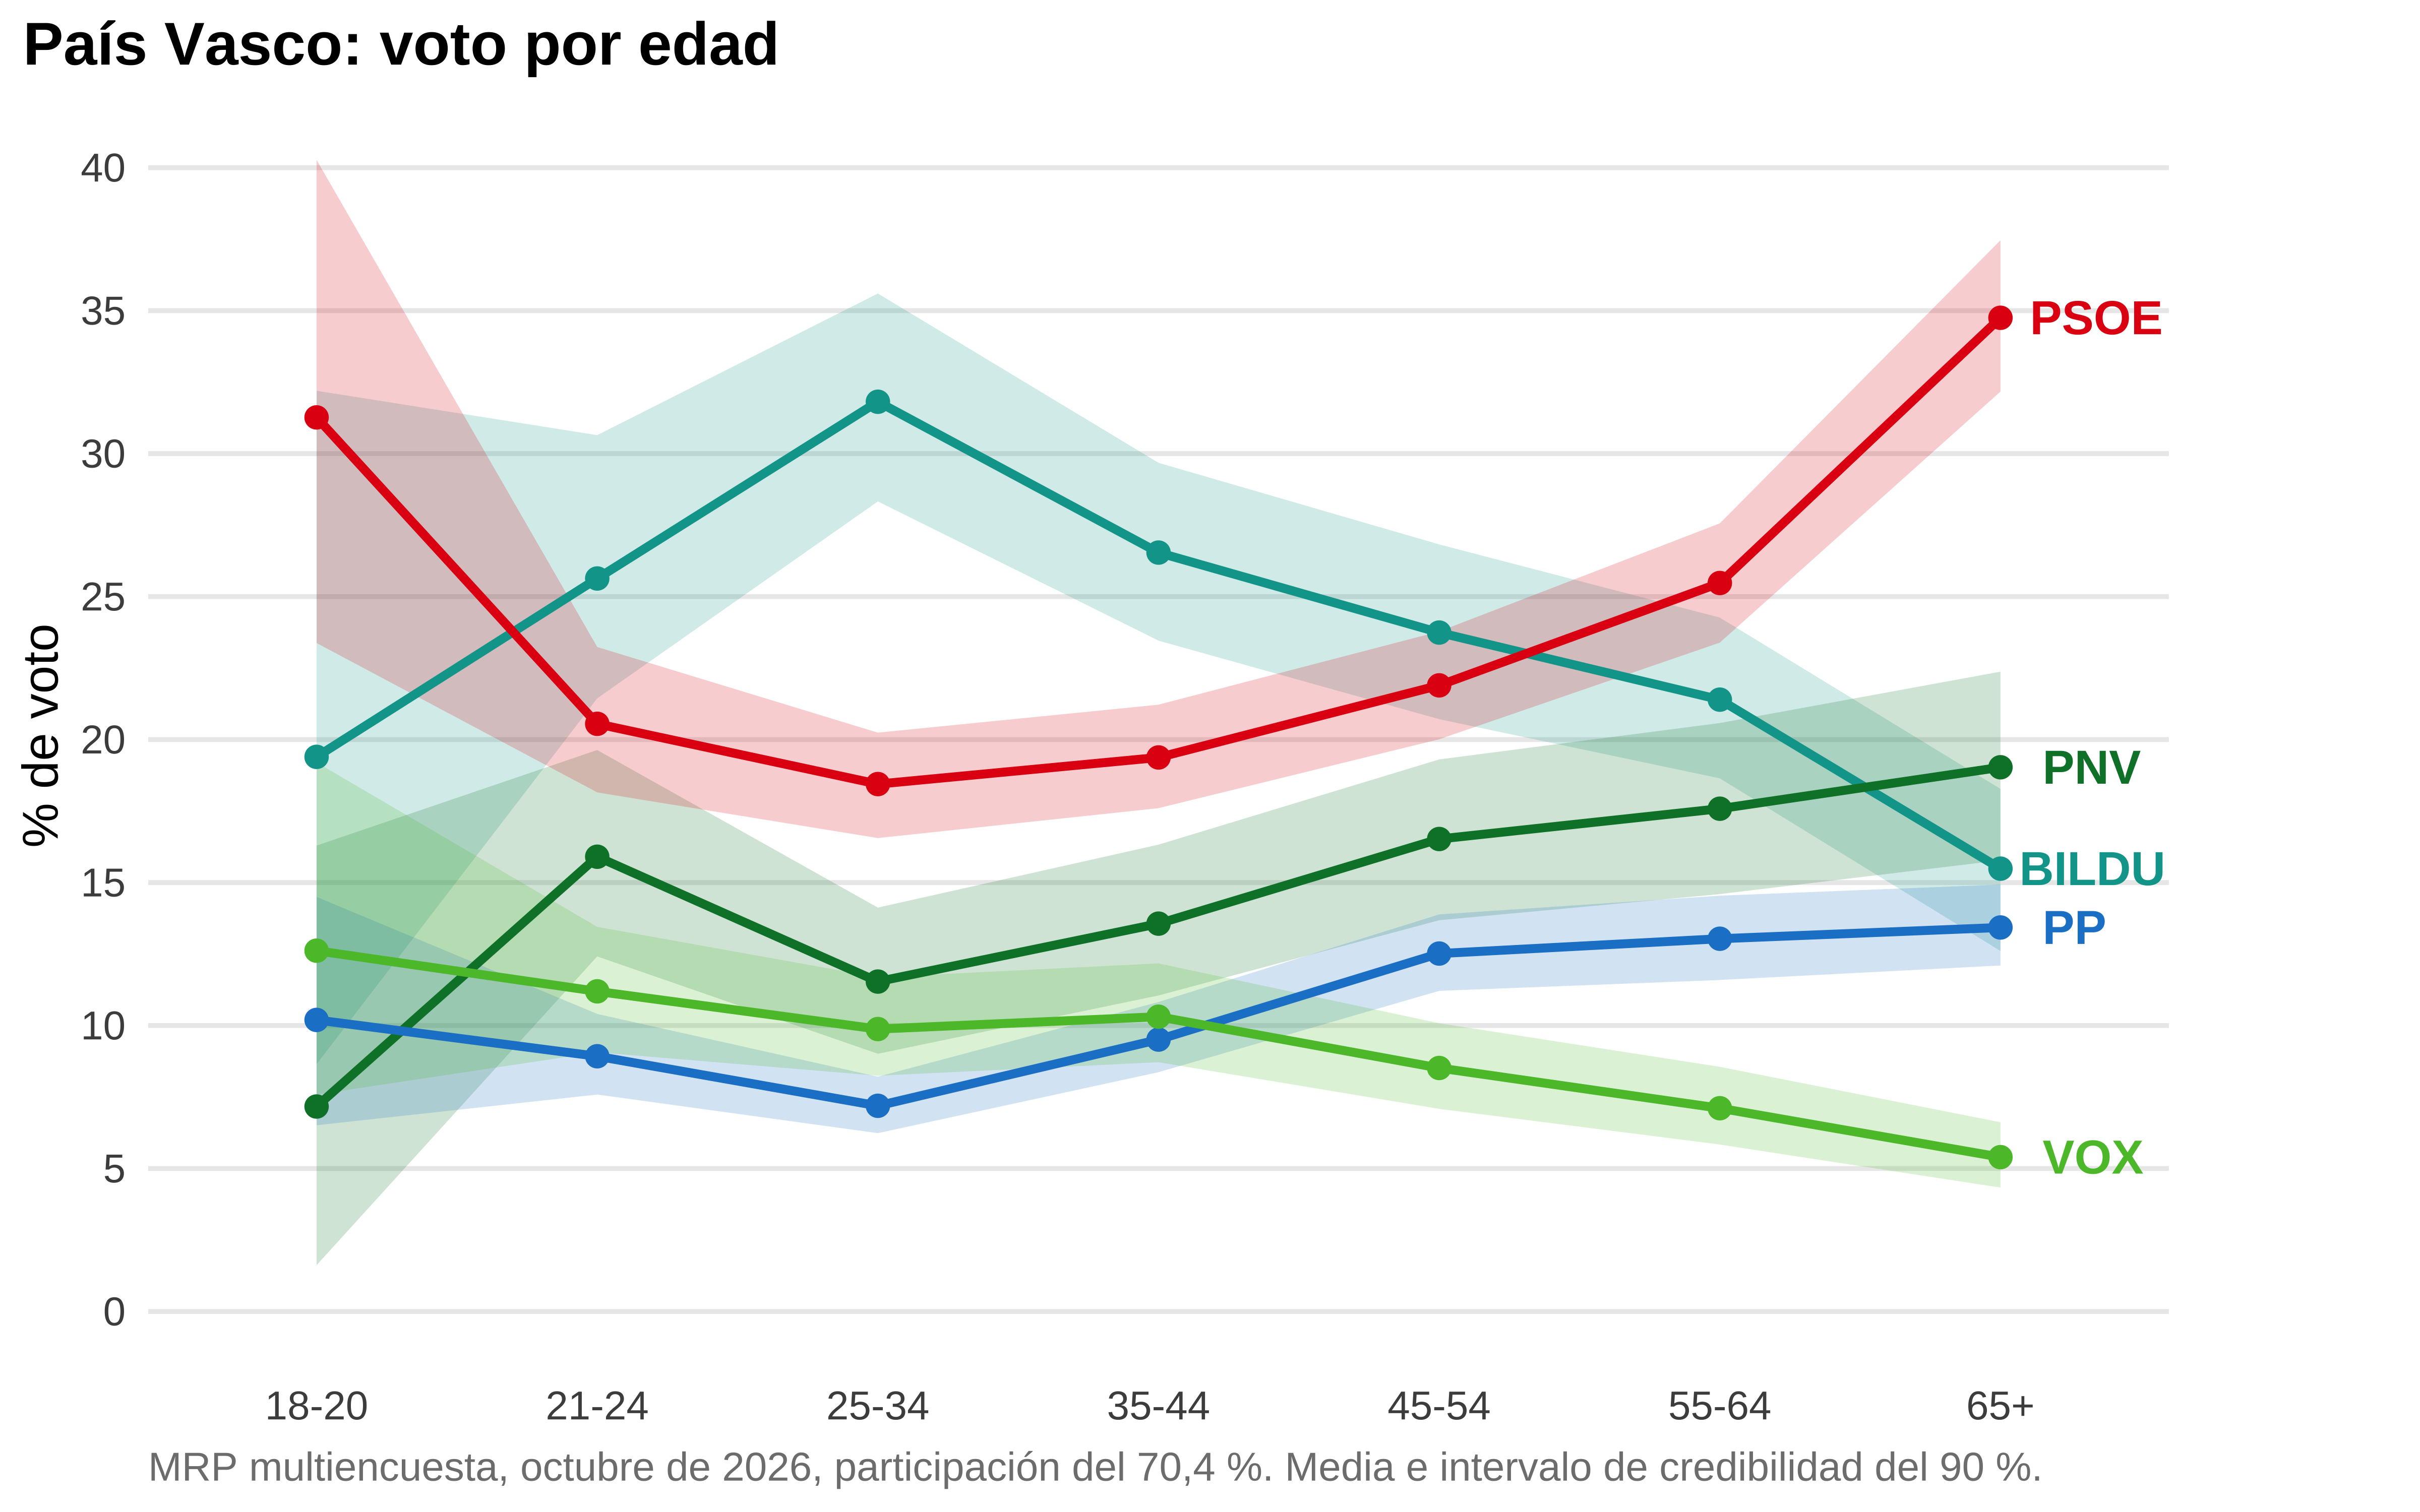 País Vasco: voto por edad
% de voto
40
35
30
25
20
15
10
5
0
PSOE
PNV
BILDU
PP
VOX
18-20 21-24 25-34 35-44 45-54 55-64 65+
MRP multiencuesta, octubre de 2026, participación del 70,4 %. Media e intervalo de credibilidad del 90 %.